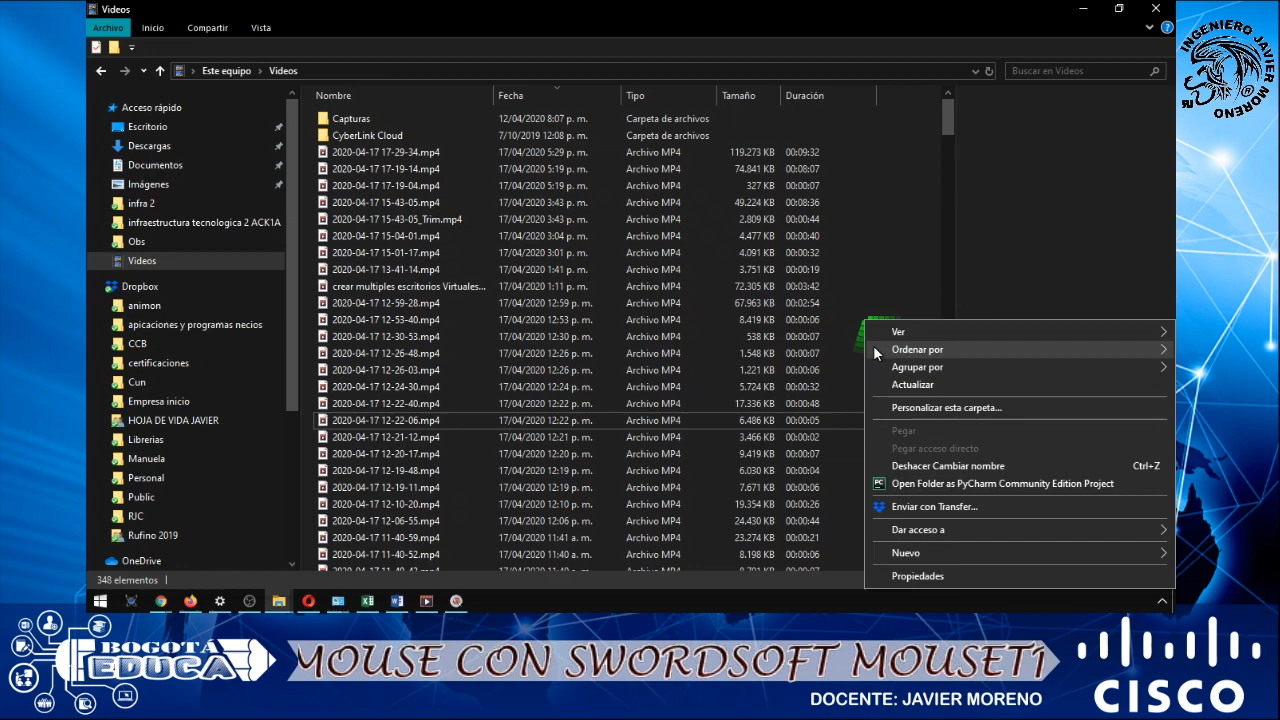 Videos
Archivo Inicio Compartir Vista
Este equipo > Videos
Buscar en Videos
Nombre Fecha Tipo Tamaño Duración
Acceso rápido
Escritorio
Descargas
Documentos
Imágenes
infra 2
infraestructura tecnologica 2 ACK1A
Obs
Videos
Dropbox
animon
apicaciones y programas necios
CCB
certificaciones
Cun
Empresa inicio
HOJA DE VIDA JAVIER
Librerias
Manuela
Personal
Public
RJC
Rufino 2019
OneDrive
Capturas 12/04/2020 8:07 p. m. Carpeta de archivos
CyberLink Cloud 7/10/2019 12:08 p. m. Carpeta de archivos
2020-04-17 17-29-34.mp4 17/04/2020 5:29 p. m. Archivo MP4 119.273 KB 00:09:32
2020-04-17 17-19-14.mp4 17/04/2020 5:19 p. m. Archivo MP4 74.841 KB 00:08:07
2020-04-17 17-19-04.mp4 17/04/2020 5:19 p. m. Archivo MP4 327 KB 00:00:07
2020-04-17 15-43-05.mp4 17/04/2020 3:43 p. m. Archivo MP4 49.224 KB 00:08:36
2020-04-17 15-43-05_Trim.mp4 17/04/2020 3:43 p. m. Archivo MP4 2.809 KB 00:00:44
2020-04-17 15-04-01.mp4 17/04/2020 3:04 p. m. Archivo MP4 4.477 KB 00:00:40
2020-04-17 15-01-17.mp4 17/04/2020 3:01 p. m. Archivo MP4 4.091 KB 00:00:32
2020-04-17 13-41-14.mp4 17/04/2020 1:41 p. m. Archivo MP4 3.751 KB 00:00:19
crear multiples escritorios Virtuales... 17/04/2020 1:11 p. m. Archivo MP4 72.305 KB 00:03:42
2020-04-17 12-59-28.mp4 17/04/2020 12:59 p. m. Archivo MP4 67.963 KB 00:02:54
2020-04-17 12-53-40.mp4 17/04/2020 12:53 p. m. Archivo MP4 8.419 KB 00:00:06
2020-04-17 12-30-53.mp4 17/04/2020 12:30 p. m. Archivo MP4 538 KB 00:00:07
2020-04-17 12-26-48.mp4 17/04/2020 12:26 p. m. Archivo MP4 1.548 KB 00:00:07
2020-04-17 12-26-03.mp4 17/04/2020 12:26 p. m. Archivo MP4 1.221 KB 00:00:06
2020-04-17 12-24-30.mp4 17/04/2020 12:24 p. m. Archivo MP4 5.724 KB 00:00:32
2020-04-17 12-22-40.mp4 17/04/2020 12:22 p. m. Archivo MP4 17.336 KB 00:00:48
2020-04-17 12-22-06.mp4 17/04/2020 12:22 p. m. Archivo MP4 6.486 KB 00:00:05
2020-04-17 12-21-12.mp4 17/04/2020 12:21 p. m. Archivo MP4 3.466 KB 00:00:02
2020-04-17 12-20-17.mp4 17/04/2020 12:20 p. m. Archivo MP4 9.419 KB 00:00:07
2020-04-17 12-19-48.mp4 17/04/2020 12:19 p. m. Archivo MP4 6.030 KB 00:00:04
2020-04-17 12-19-11.mp4 17/04/2020 12:19 p. m. Archivo MP4 7.671 KB 00:00:06
2020-04-17 12-10-20.mp4 17/04/2020 12:10 p. m. Archivo MP4 19.354 KB 00:00:26
2020-04-17 12-06-55.mp4 17/04/2020 12:06 p. m. Archivo MP4 24.430 KB 00:00:44
2020-04-17 11-40-59.mp4 17/04/2020 11:41 a. m. Archivo MP4 23.274 KB 00:00:21
2020-04-17 11-40-52.mp4 17/04/2020 11:40 a. m. Archivo MP4 8.198 KB 00:00:06
Ver
Ordenar por
Agrupar por
Actualizar
Personalizar esta carpeta...
Pegar
Pegar acceso directo
Deshacer Cambiar nombre Ctrl+Z
PC Open Folder as PyCharm Community Edition Project
Enviar con Transfer...
Dar acceso a
Nuevo
Propiedades
348 elementos
INGENIERO JAVIER MORENO
BOGOTA EDUCA
MOUSE CON SWORDSOFT MOUSET
DOCENTE: JAVIER MORENO
CISCO